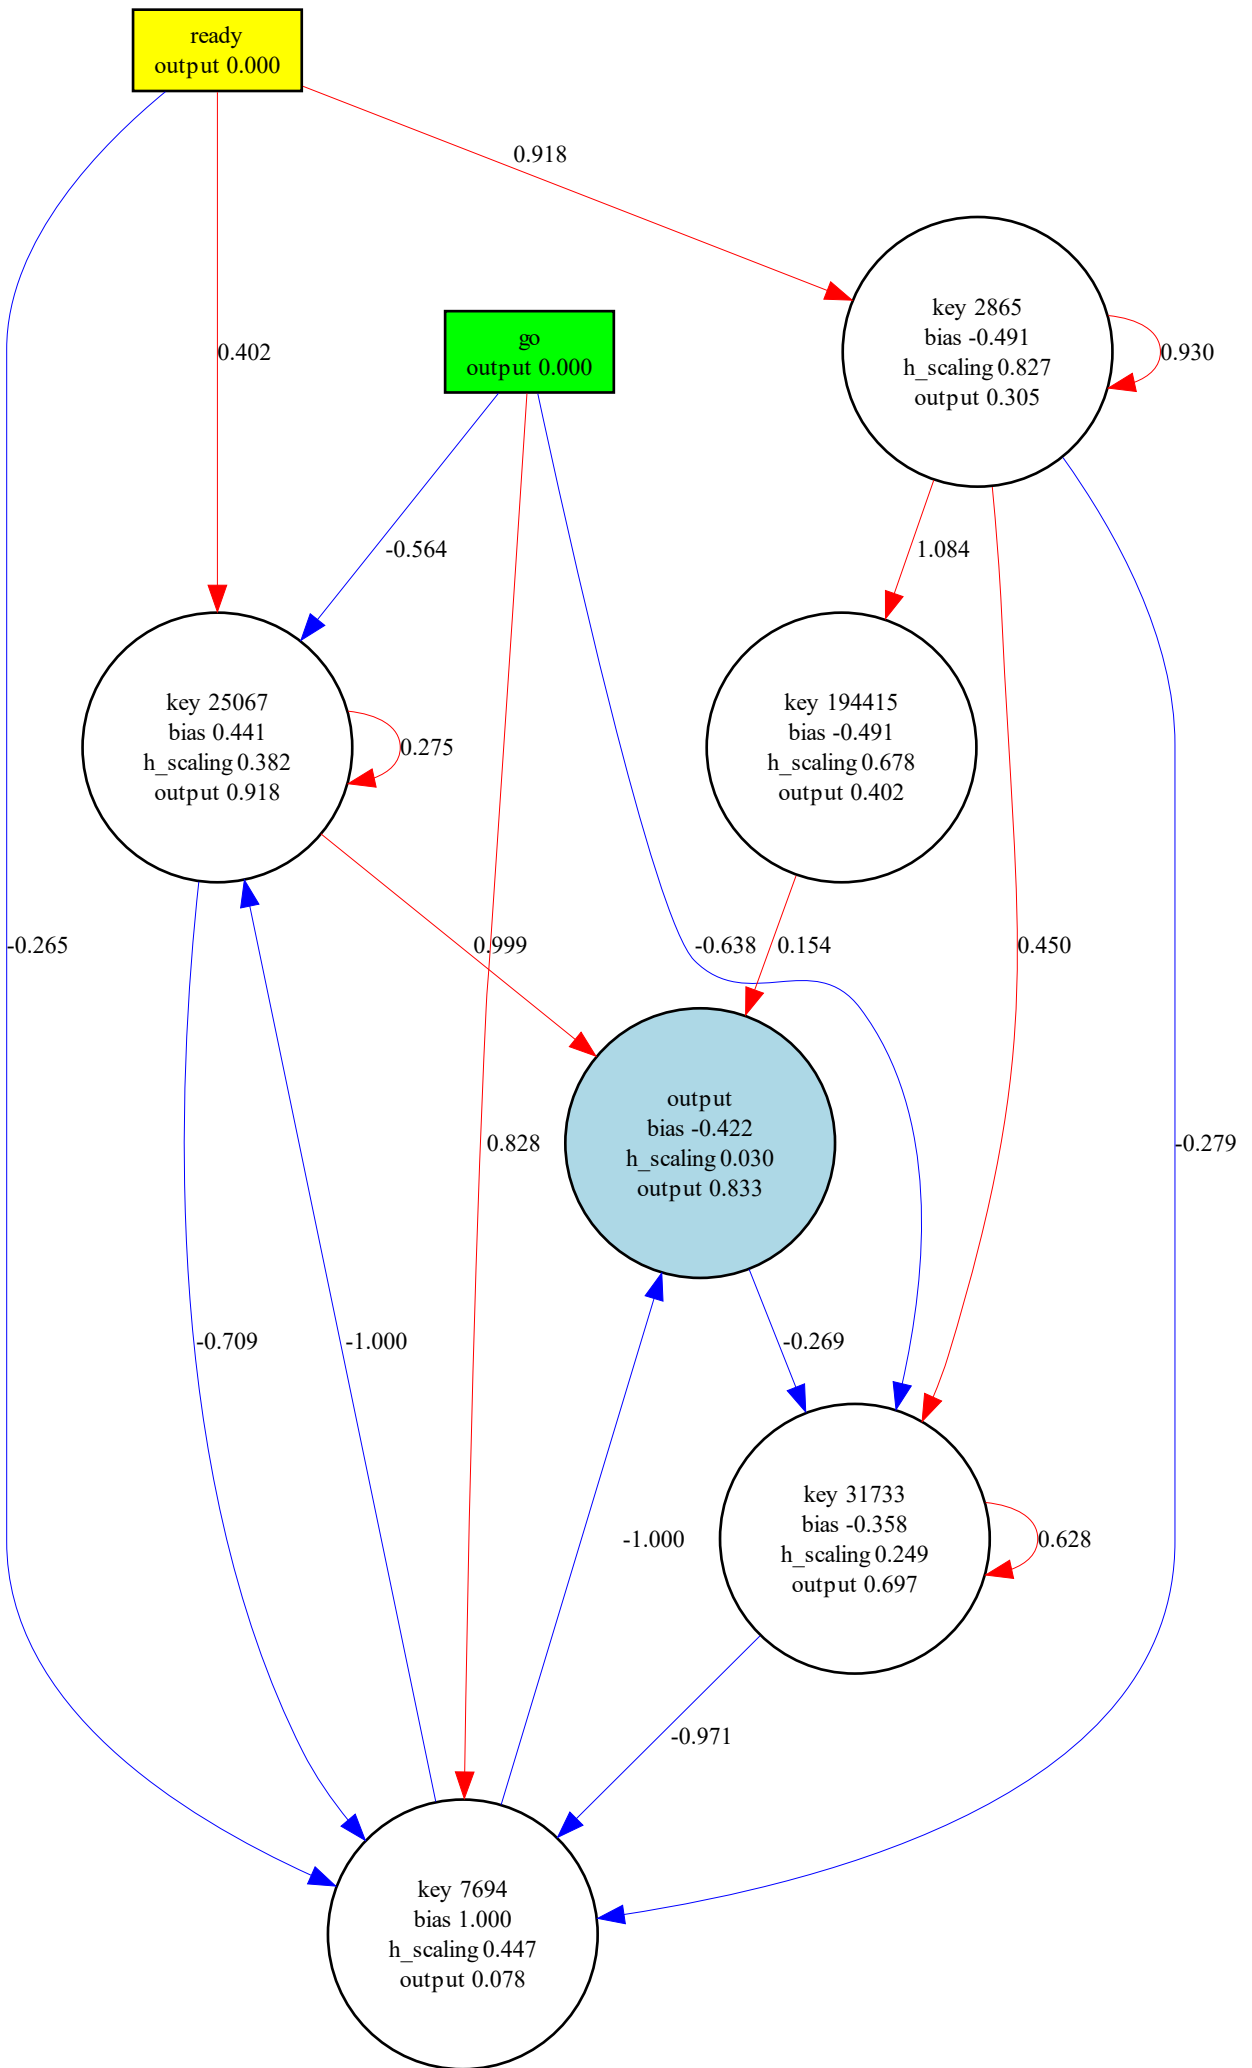 ready
output 0.000
0.918
key 2865
bias -0.491
h_scaling 0.827
output 0.305
0.930
go
output 0.000
0.402
-0.564
1.084
key 25067
bias 0.441
h_scaling 0.382
output 0.918
0.275
key 194415
bias -0.491
h_scaling 0.678
output 0.402
-0.265
0.999
-0.638
0.154
0.450
output
bias -0.422
h_scaling 0.030
output 0.833
0.828
-0.279
-0.709
-1.000
-0.269
key 31733
bias -0.358
h_scaling 0.249
output 0.697
-1.000
0.628
-0.971
key 7694
bias 1.000
h_scaling 0.447
output 0.078